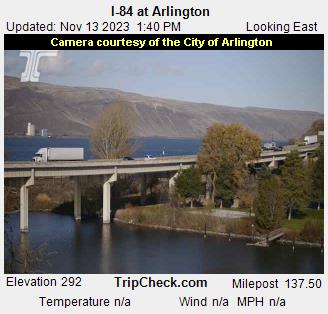 I-84 at Arlington
Updated: Nov 13 2023 1:40 PM Looking East
Camera courtesy of the City of Arlington
Elevation 292 TripCheck.com Milepost 137.50
Temperature n/a Wind n/a MPH n/a